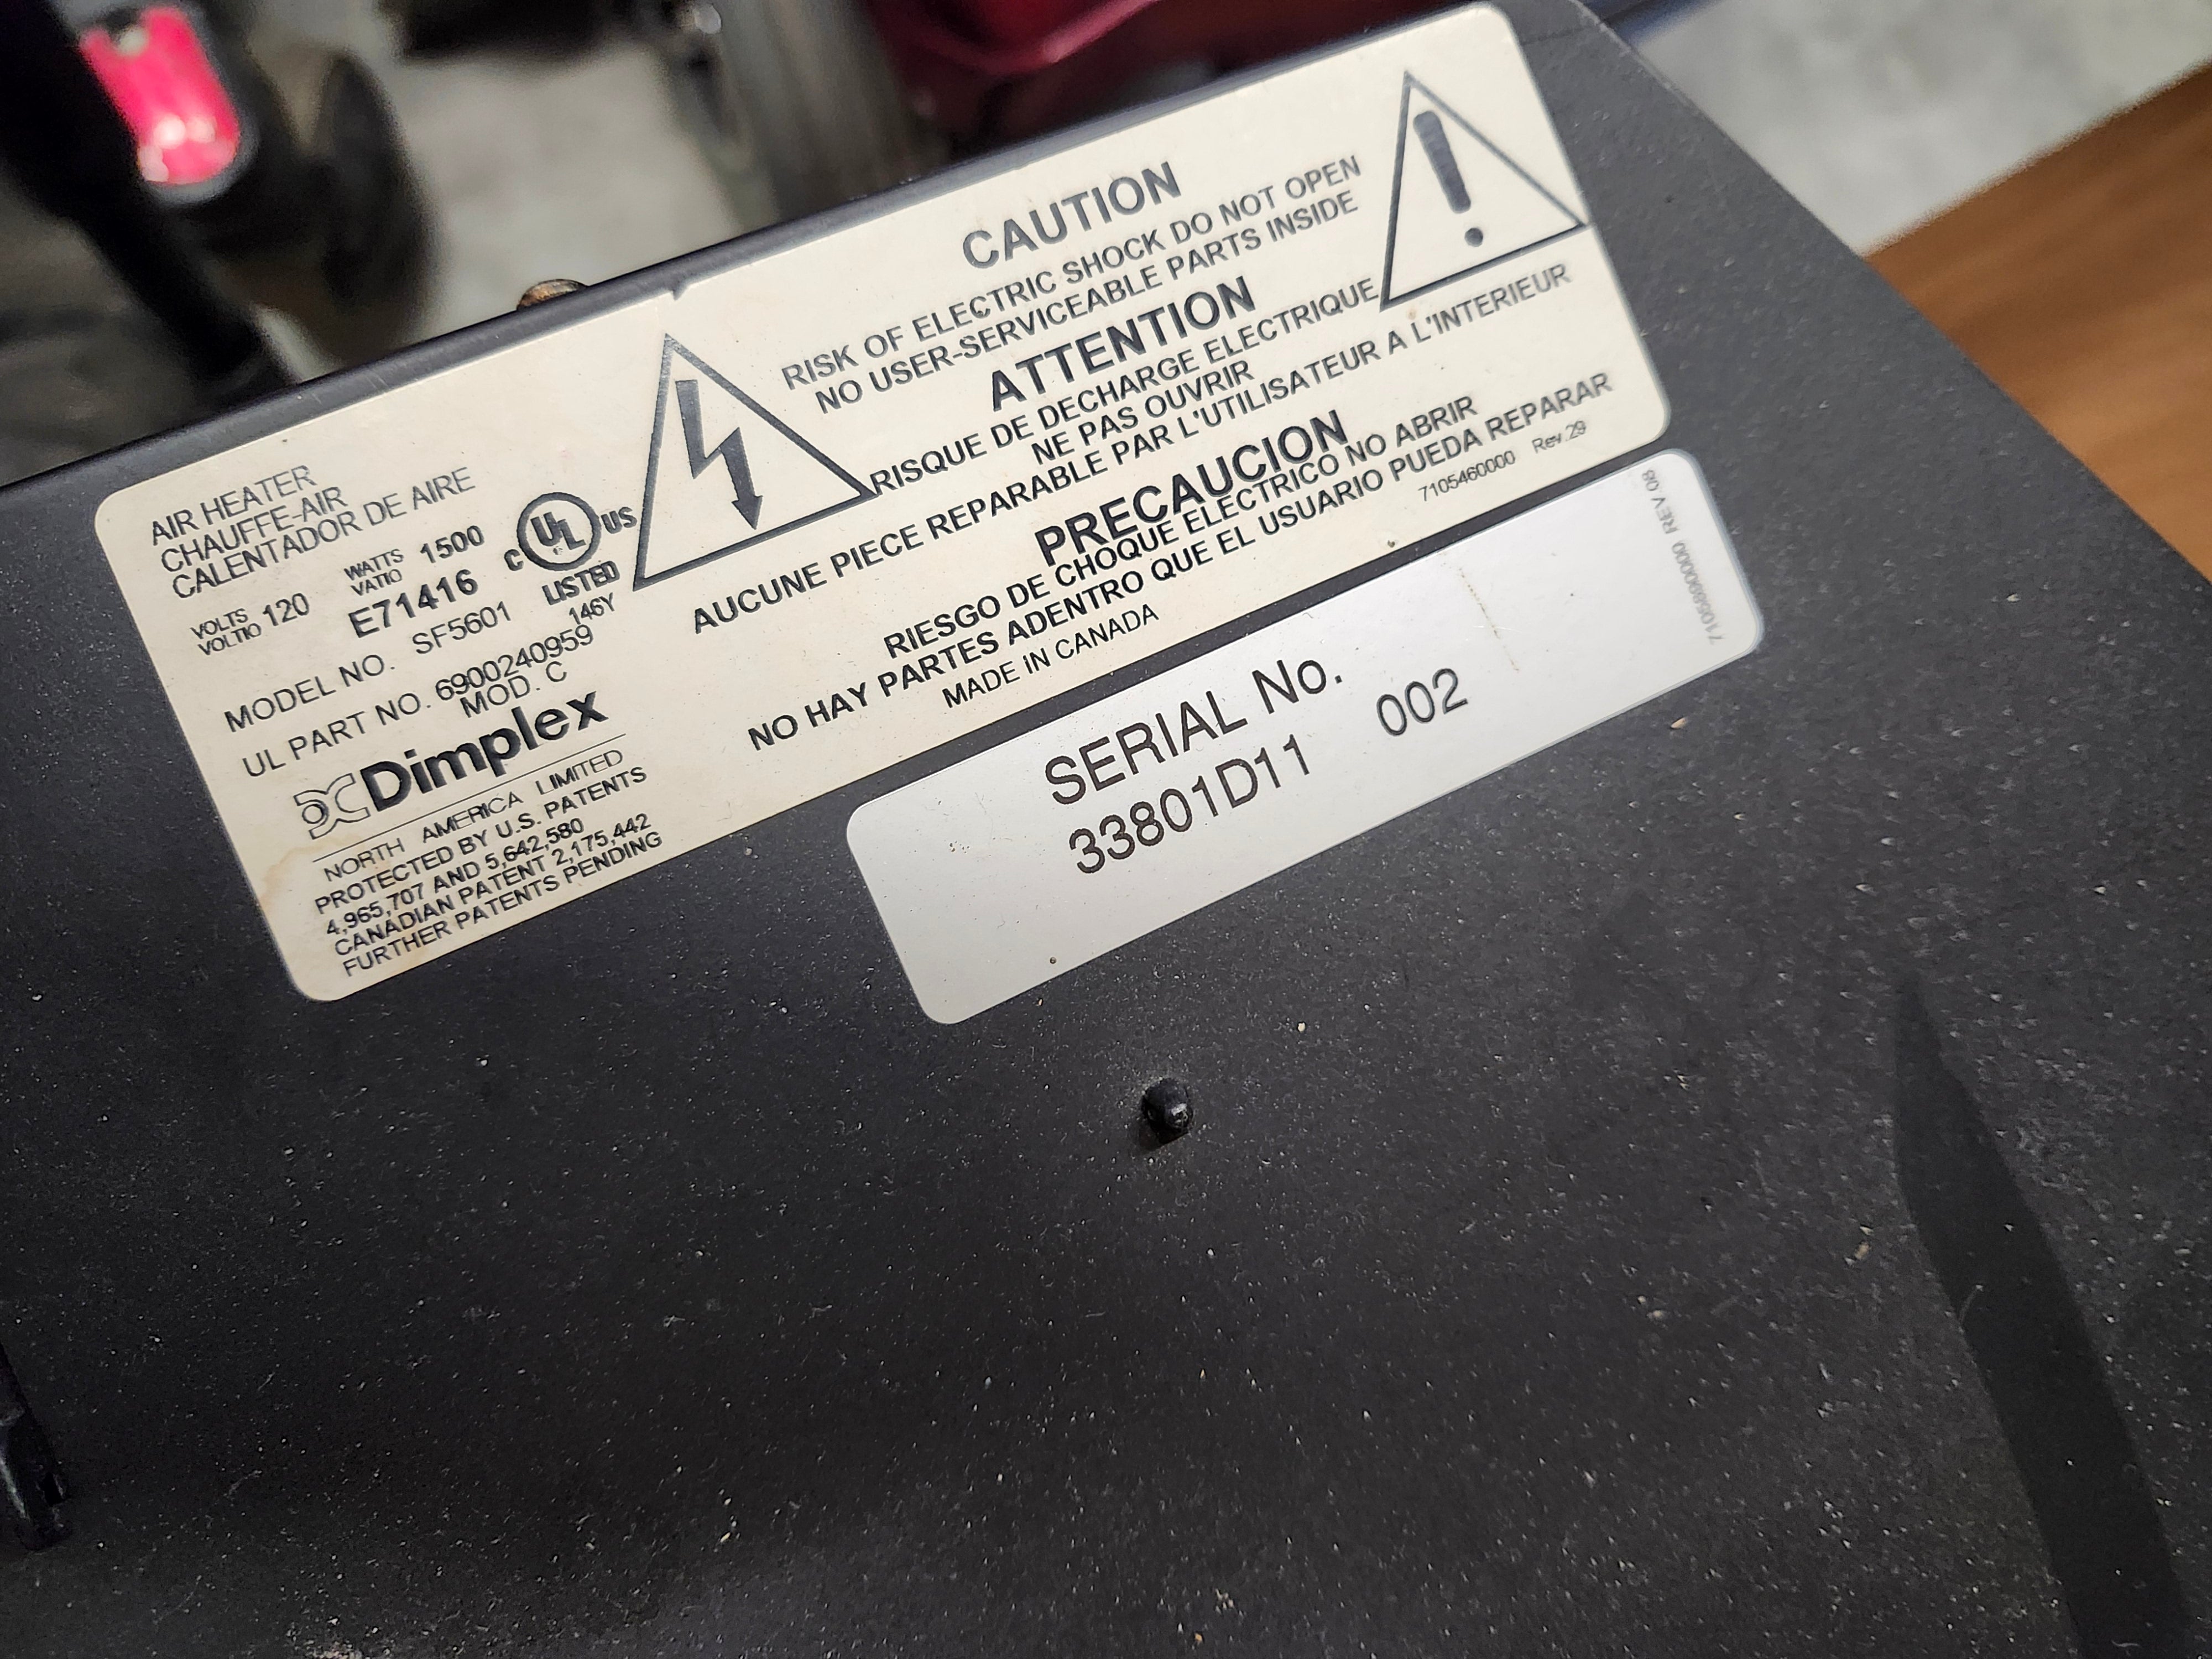 AIR HEATER
CHAUFFE-AIR
CALENTADOR DE AIRE
VOLTS
VOLTIO 120
WATTS
VATIO 1500
E71416
C UL US
LISTED
146Y
MODEL NO. SF5601
UL PART NO. 6900240959
MOD. C
Dimplex
NORTH AMERICA LIMITED
PROTECTED BY U.S. PATENTS
4,965,707 AND 5,642,580
CANADIAN PATENT 2,175,442
FURTHER PATENTS PENDING
CAUTION
RISK OF ELECTRIC SHOCK DO NOT OPEN
NO USER-SERVICEABLE PARTS INSIDE
ATTENTION
RISQUE DE DECHARGE ELECTRIQUE
NE PAS OUVRIR
AUCUNE PIECE REPARABLE PAR L'UTILISATEUR A L'INTERIEUR
PRECAUCION
RIESGO DE CHOQUE ELECTRICO NO ABRIR
NO HAY PARTES ADENTRO QUE EL USUARIO PUEDA REPARAR
MADE IN CANADA
7105460000 Rev.29
SERIAL No.
33801D11 002
REV 08